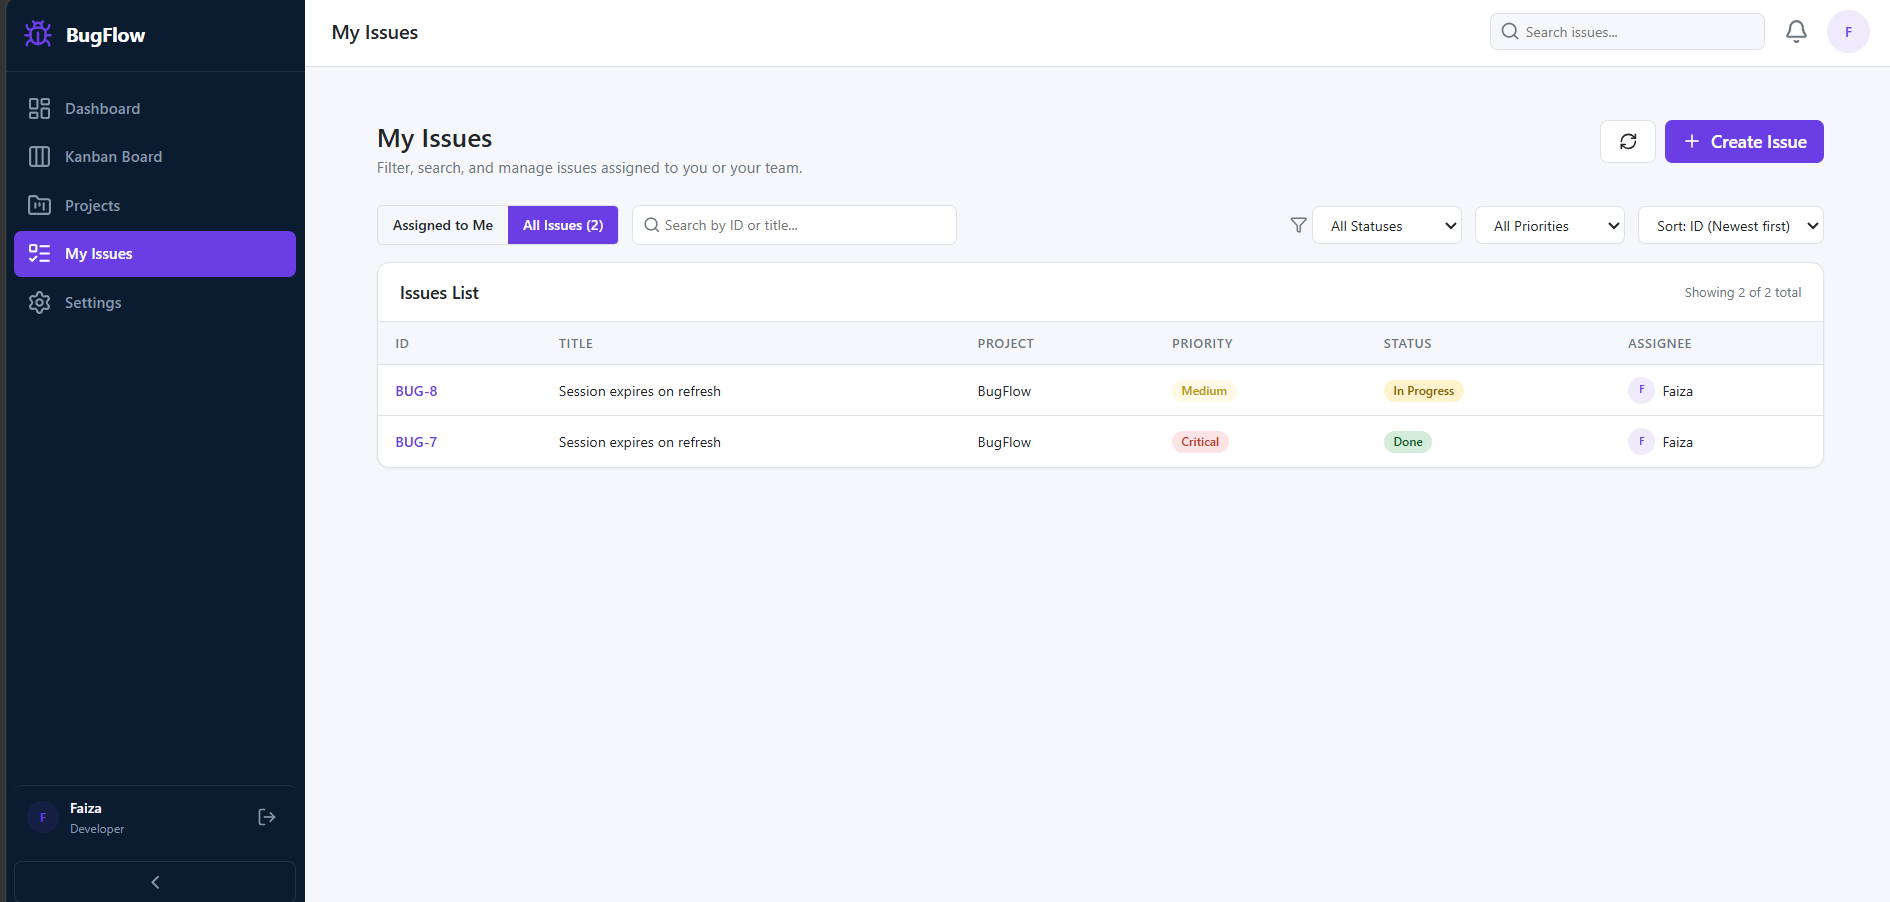 BugFlow
Dashboard
Kanban Board
Projects
My Issues
Settings
F
Faiza
Developer
My Issues
Search issues...
F
My Issues
Filter, search, and manage issues assigned to you or your team.
Create Issue
Assigned to Me
All Issues (2)
Search by ID or title...
All Statuses
All Priorities
Sort: ID (Newest first)
Issues List
Showing 2 of 2 total
ID TITLE PROJECT PRIORITY STATUS ASSIGNEE
BUG-8 Session expires on refresh BugFlow Medium In Progress F Faiza
BUG-7 Session expires on refresh BugFlow Critical Done F Faiza